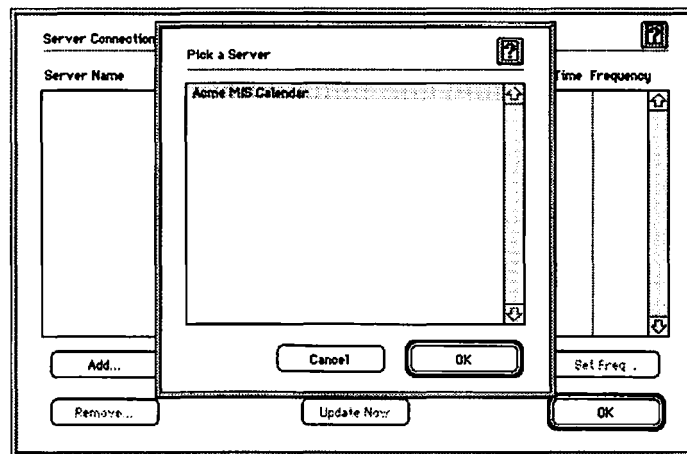 Server Connection
?
Pick a Server
?
Server Name
Time Frequency
Acme MIS Calendar
Cancel
OK
Add...
Set Freq...
Remove...
Update Now
OK